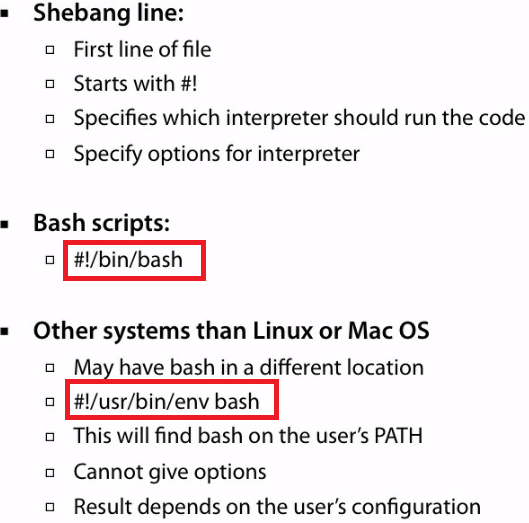 Shebang line:
First line of file
Starts with #!
Specifies which interpreter should run the code
Specify options for interpreter
Bash scripts:
#!/bin/bash
Other systems than Linux or Mac OS
May have bash in a different location
#!/usr/bin/env bash
This will find bash on the user’s PATH
Cannot give options
Result depends on the user’s configuration